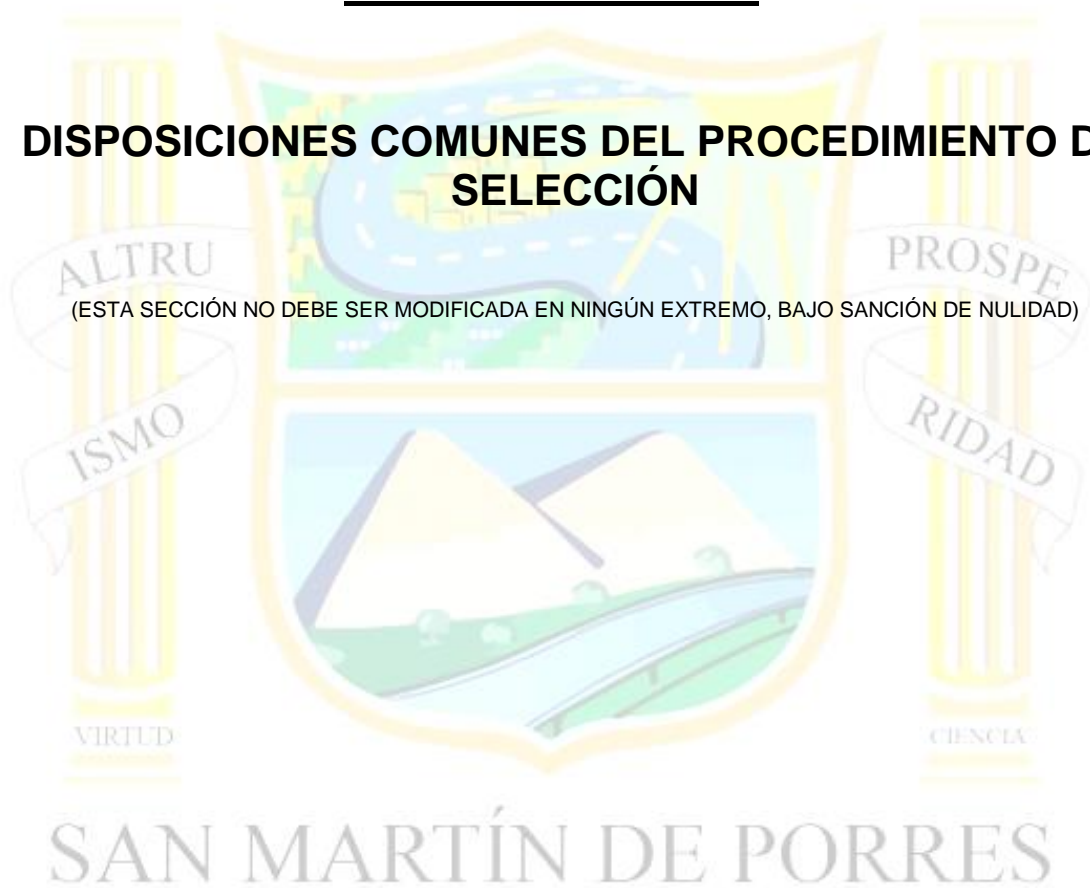 DISPOSICIONES COMUNES DEL PROCEDIMIENTO D
SELECCIÓN
ALTRU
PROSPE
(ESTA SECCIÓN NO DEBE SER MODIFICADA EN NINGÚN EXTREMO, BAJO SANCIÓN DE NULIDAD)
ISMO
RIDAD
VIRTUD
CIENCIA
SAN MARTÍN DE PORRES